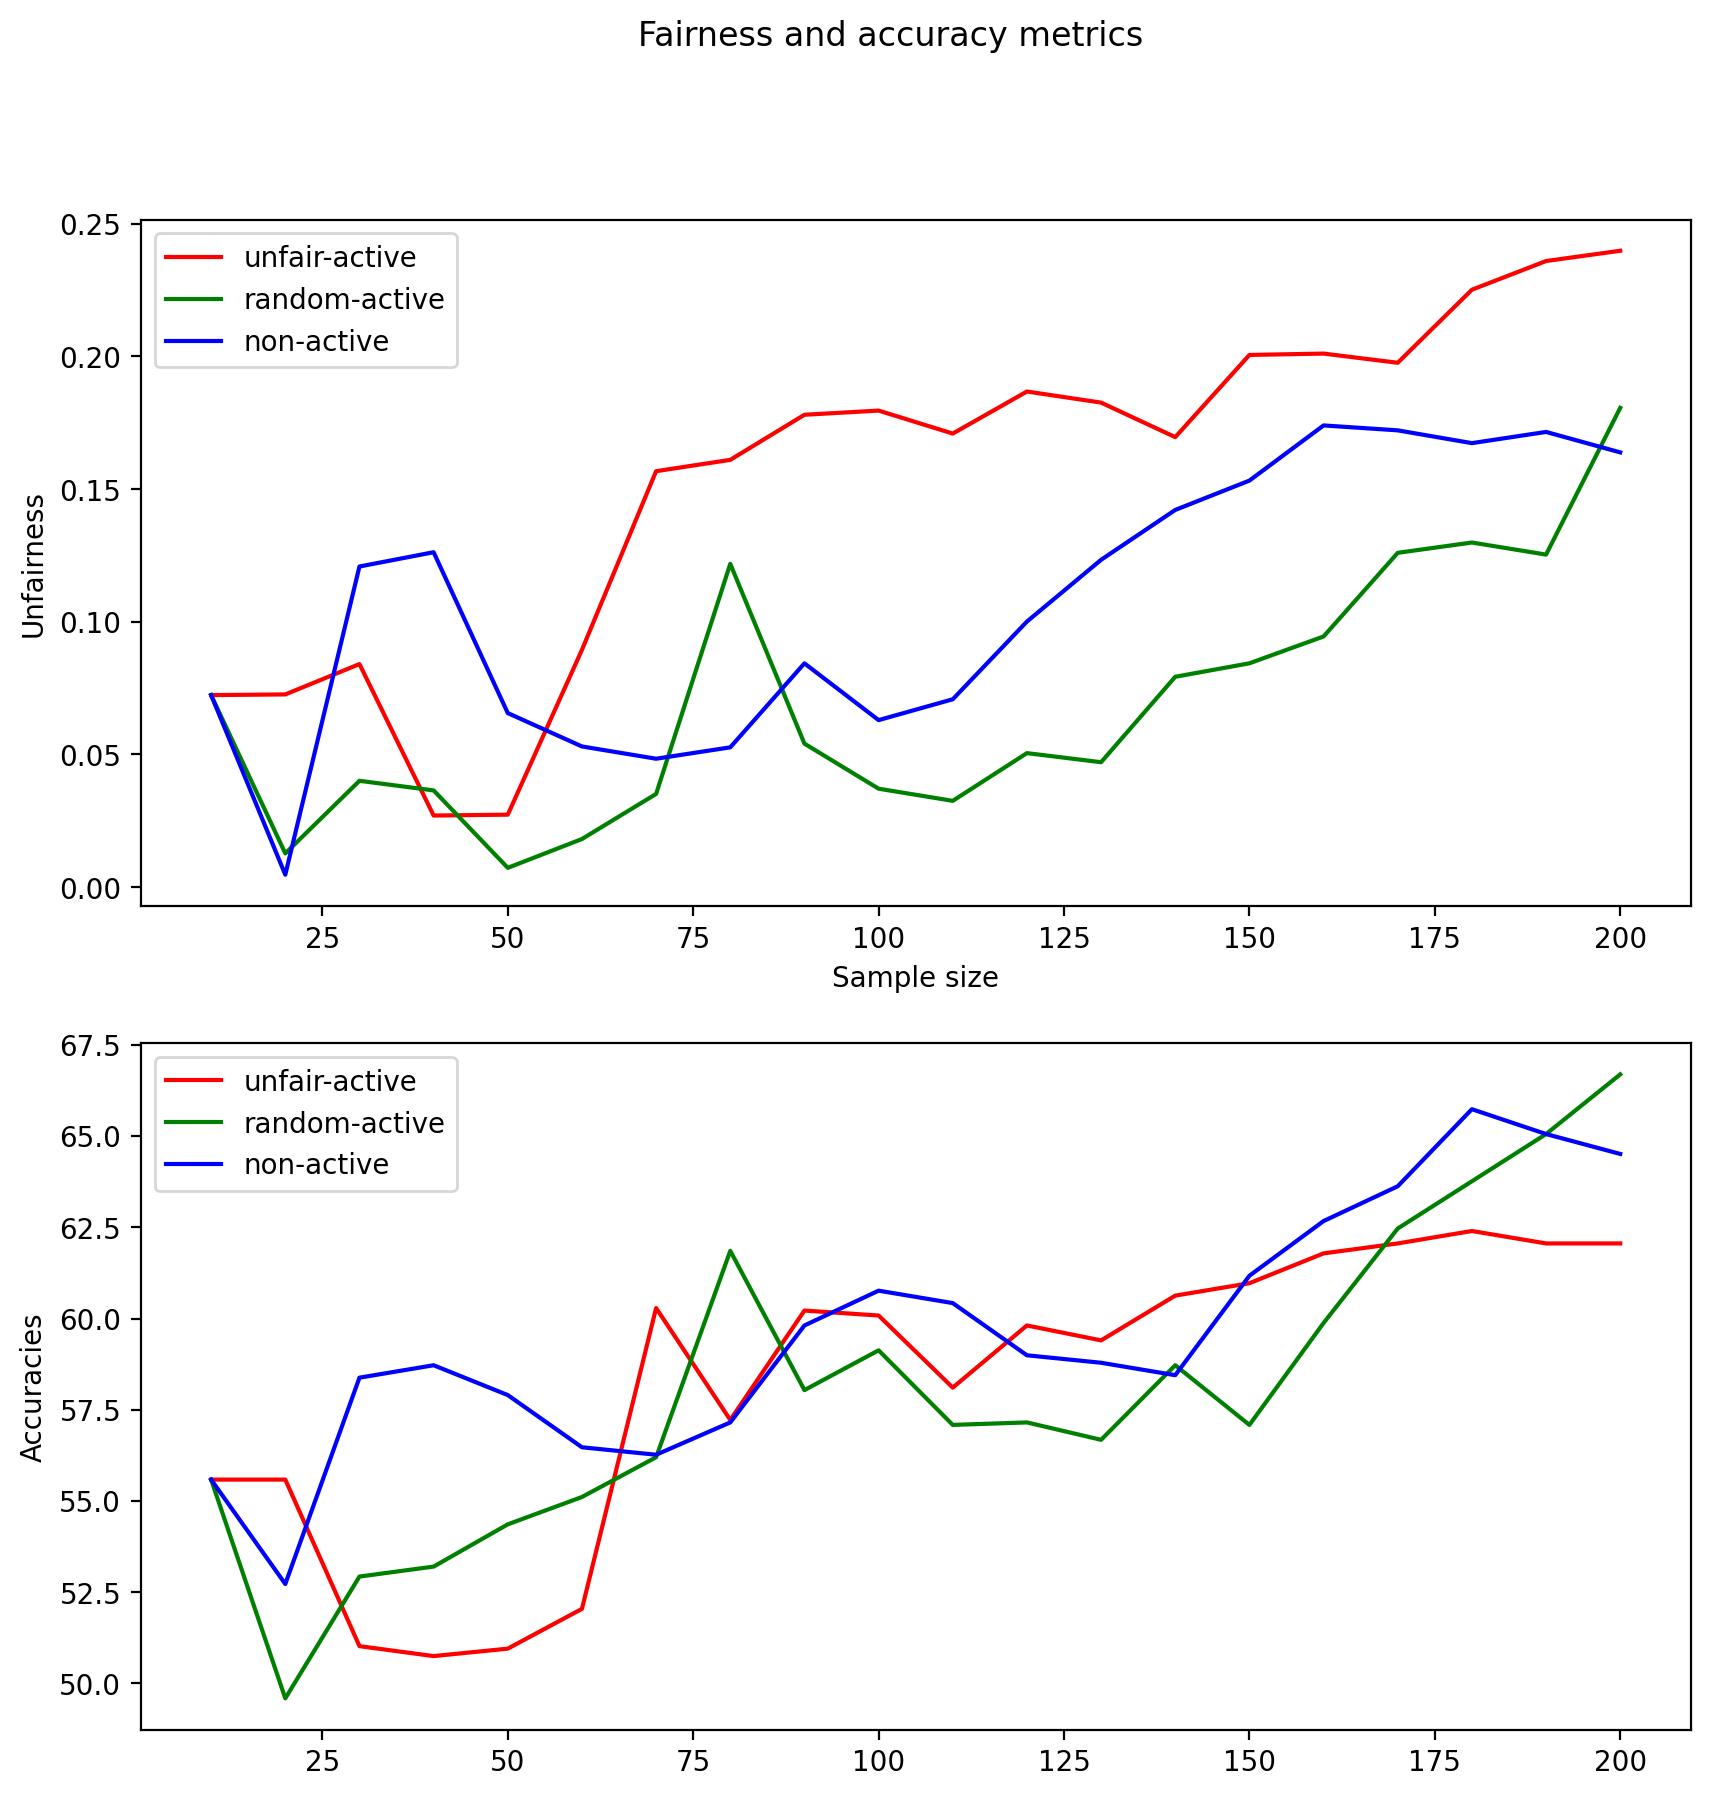 Fairness and accuracy metrics
0.25
0.20
0.15
0.10
0.05
0.00
Unfairness
unfair-active
random-active
non-active
25 50 75 100 125 150 175 200
Sample size
67.5
65.0
62.5
60.0
57.5
55.0
52.5
50.0
Accuracies
unfair-active
random-active
non-active
25 50 75 100 125 150 175 200